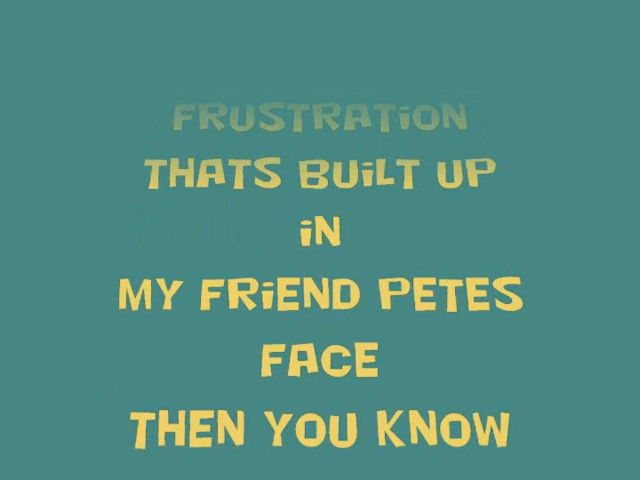 FRUSTRATION
THATS BUILT UP
IN
MY FRIEND PETES
FACE
THEN YOU KNOW